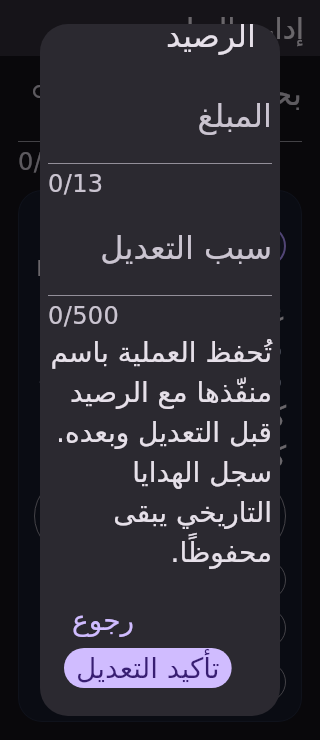 الرصيد
المبلغ
0/13
سبب التعديل
0/500
تُحفظ العملية باسم
منفّذها مع الرصيد
قبل التعديل وبعده.
سجل الهدايا
التاريخي يبقى
محفوظًا.
رجوع
تأكيد التعديل